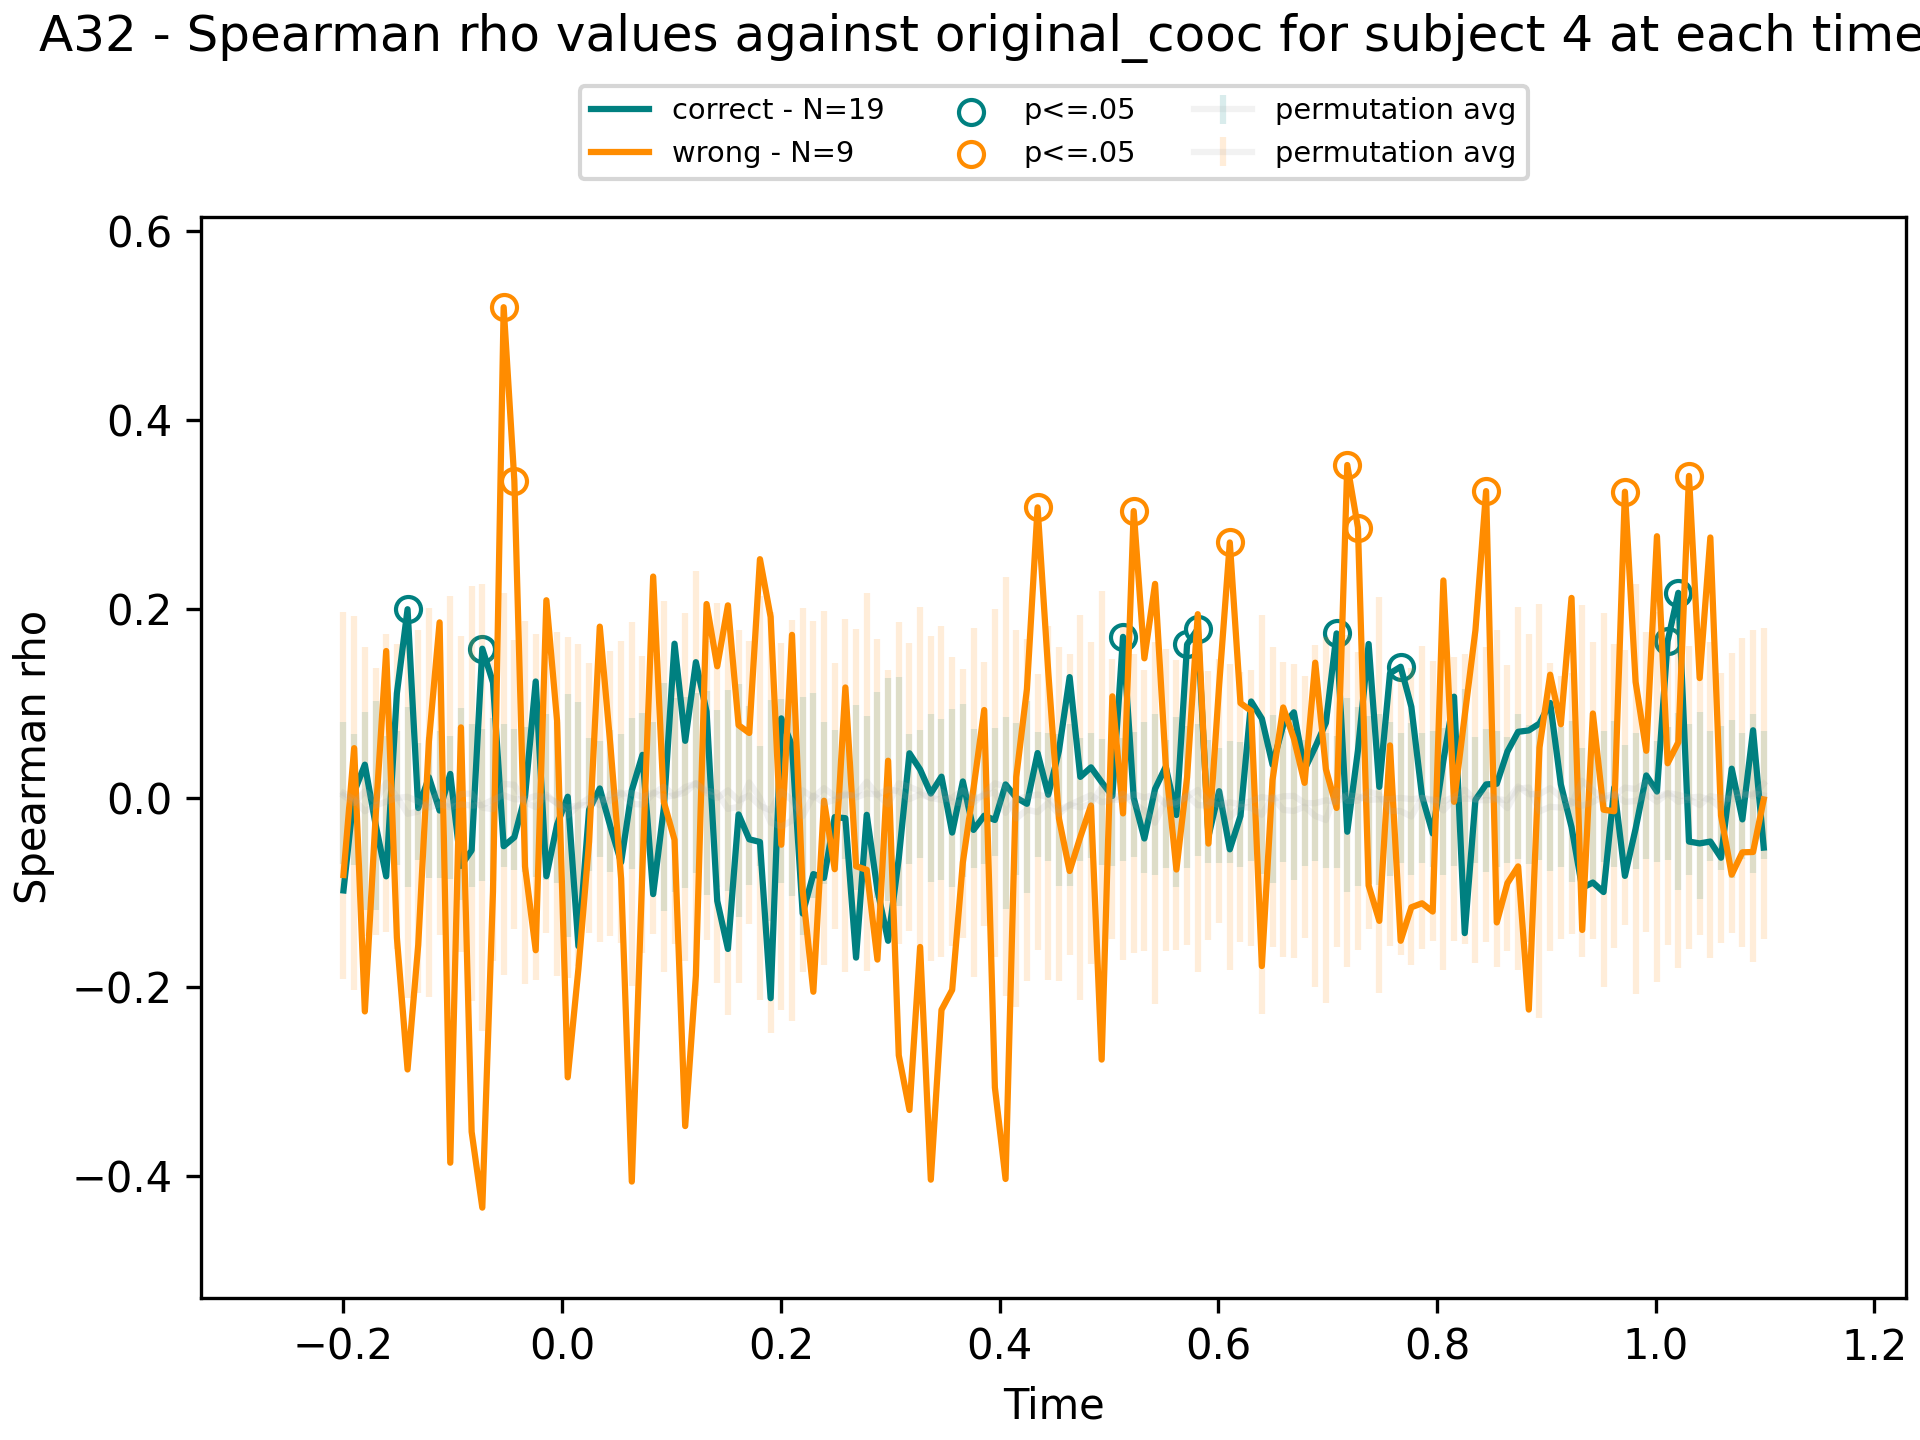 A32 - Spearman rho values against original_cooc for subject 4 at each time
correct - N=19
wrong - N=9
p<=.05
p<=.05
permutation avg
permutation avg
0.6
0.4
0.2
0.0
−0.2
−0.4
Spearman rho
−0.2 0.0 0.2 0.4 0.6 0.8 1.0 1.2
Time